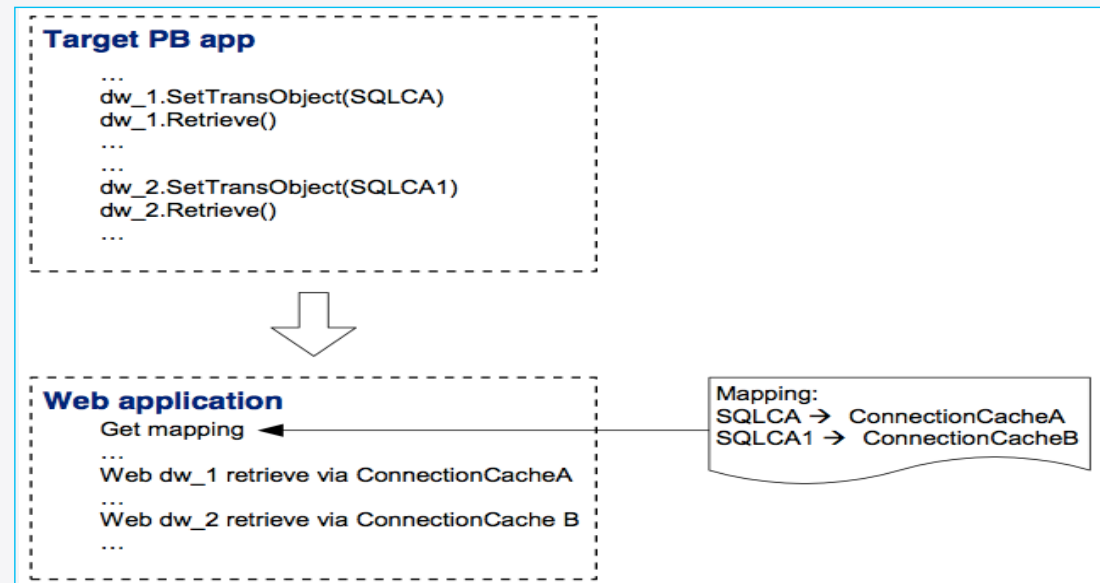 Target PB app
...
dw_1.SetTransObject(SQLCA)
dw_1.Retrieve()
...
...
dw_2.SetTransObject(SQLCA1)
dw_2.Retrieve()
...
Web application
Get mapping
...
Web dw_1 retrieve via ConnectionCacheA
...
Web dw_2 retrieve via ConnectionCache B
...
Mapping:
SQLCA → ConnectionCacheA
SQLCA1 → ConnectionCacheB